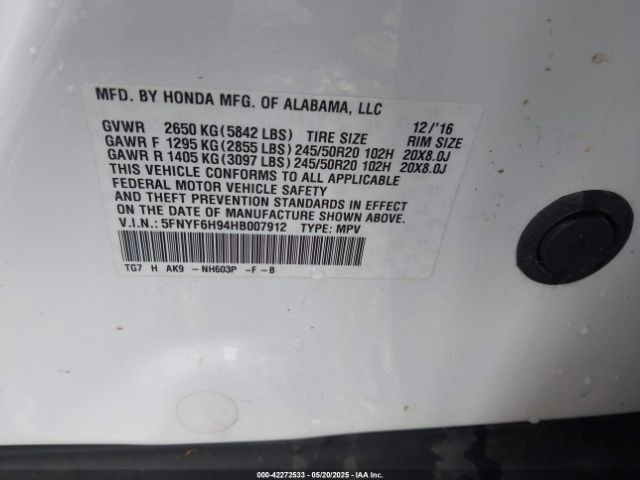 MFD. BY HONDA MFG. OF ALABAMA, LLC
GVWR 2650 KG (5842 LBS) TIRE SIZE 12/'16 RIM SIZE
GAWR F 1295 KG (2855 LBS) 245/50R20 102H 20X8.0J
GAWR R 1405 KG (3097 LBS) 245/50R20 102H 20X8.0J
THIS VEHICLE CONFORMS TO ALL APPLICABLE
FEDERAL MOTOR VEHICLE SAFETY
AND THEFT PREVENTION STANDARDS IN EFFECT
ON THE DATE OF MANUFACTURE SHOWN ABOVE.
V.I.N.: 5FNYF6H94HB007912 TYPE: MPV
TG7 H AK9 -NH603P -F -B
000-42272533 - 05/20/2025 - IAA Inc.